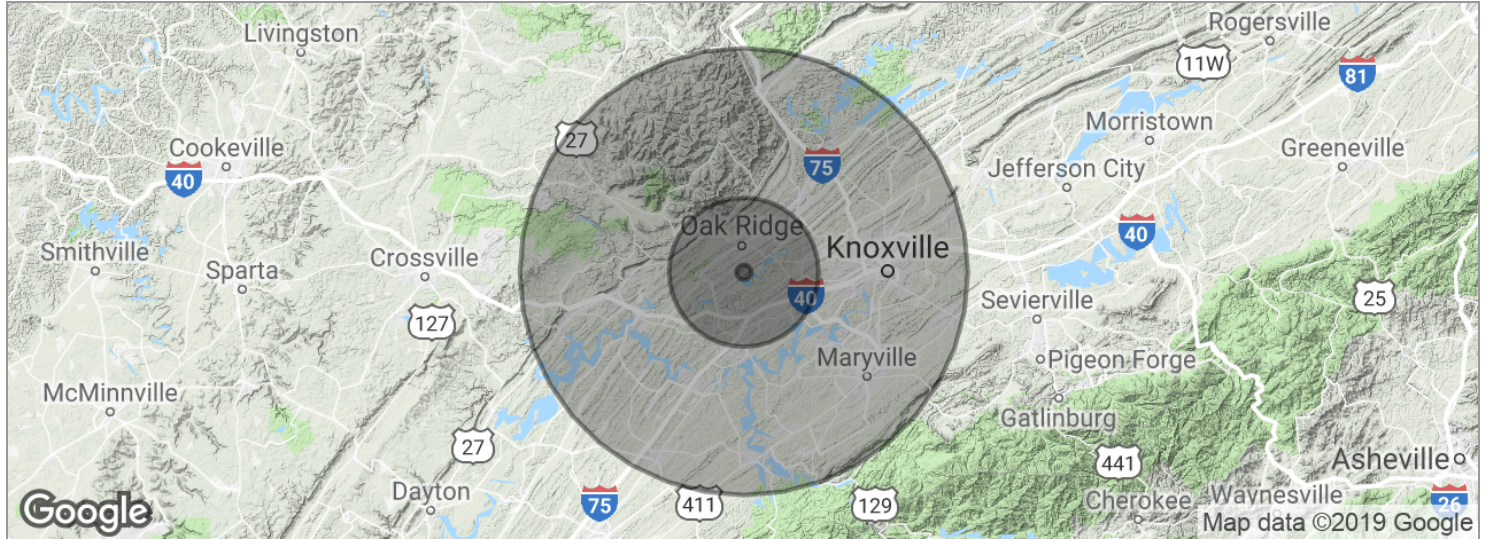 Livingston
Rogersville
11W
81
27
Cookeville
Morristown
40
75
Jefferson City
Greeneville
Oak Ridge
Knoxville
40
Smithville
Sparta
Crossville
40
Sevierville
25
127
Maryville
Pigeon Forge
McMinnville
Gatlinburg
27
441
Asheville
Dayton
75
411
129
Cherokee
Waynesville
26
Google
Map data ©2019 Google